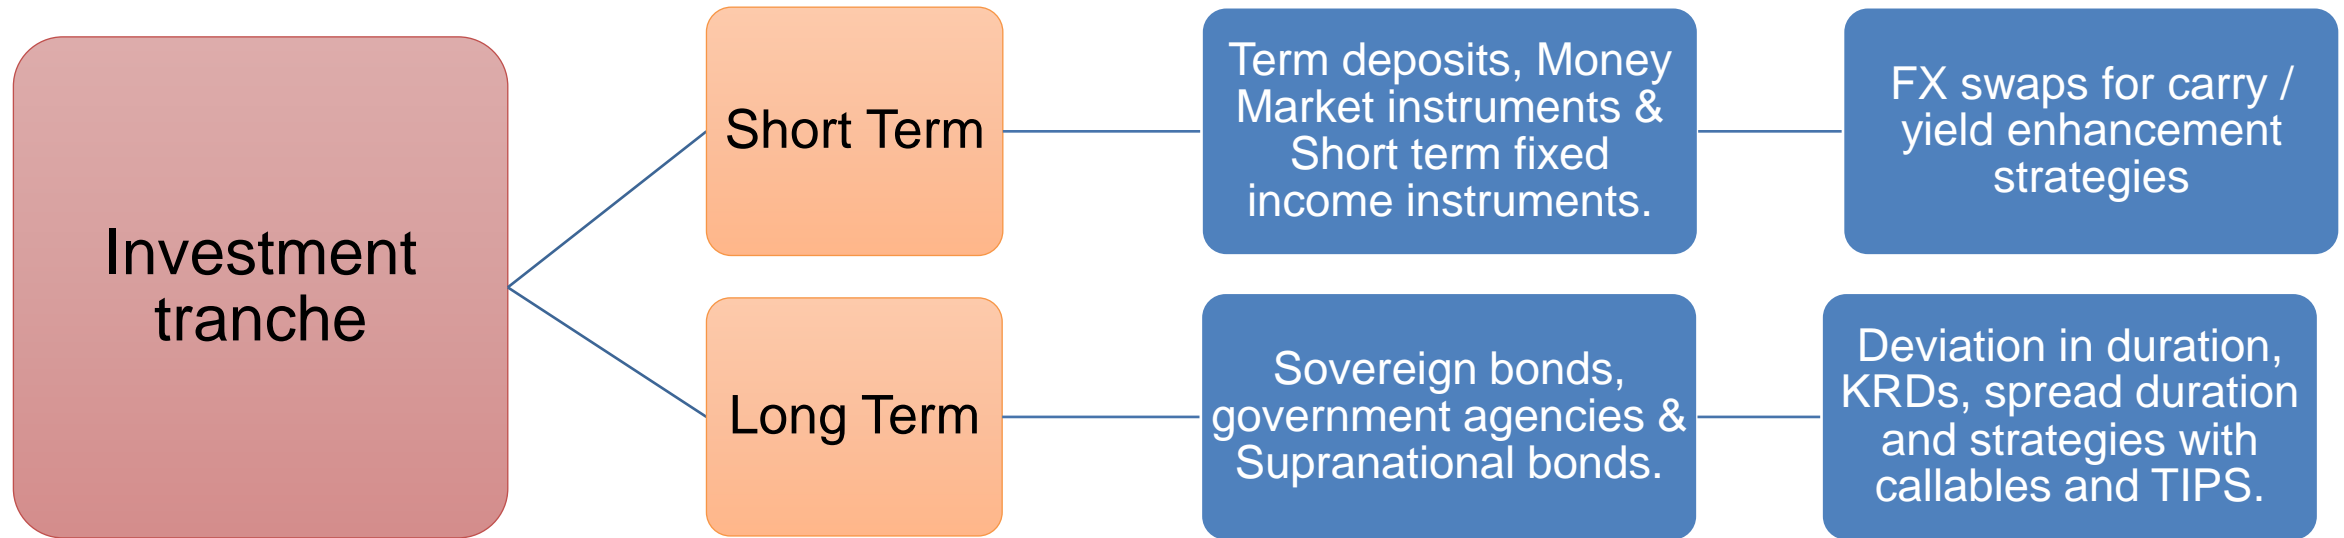 Investment
tranche
Short Term
Term deposits, Money
Market instruments &
Short term fixed
income instruments.
FX swaps for carry /
yield enhancement
strategies
Long Term
Sovereign bonds,
government agencies &
Supranational bonds.
Deviation in duration,
KRDs, spread duration
and strategies with
callables and TIPS.